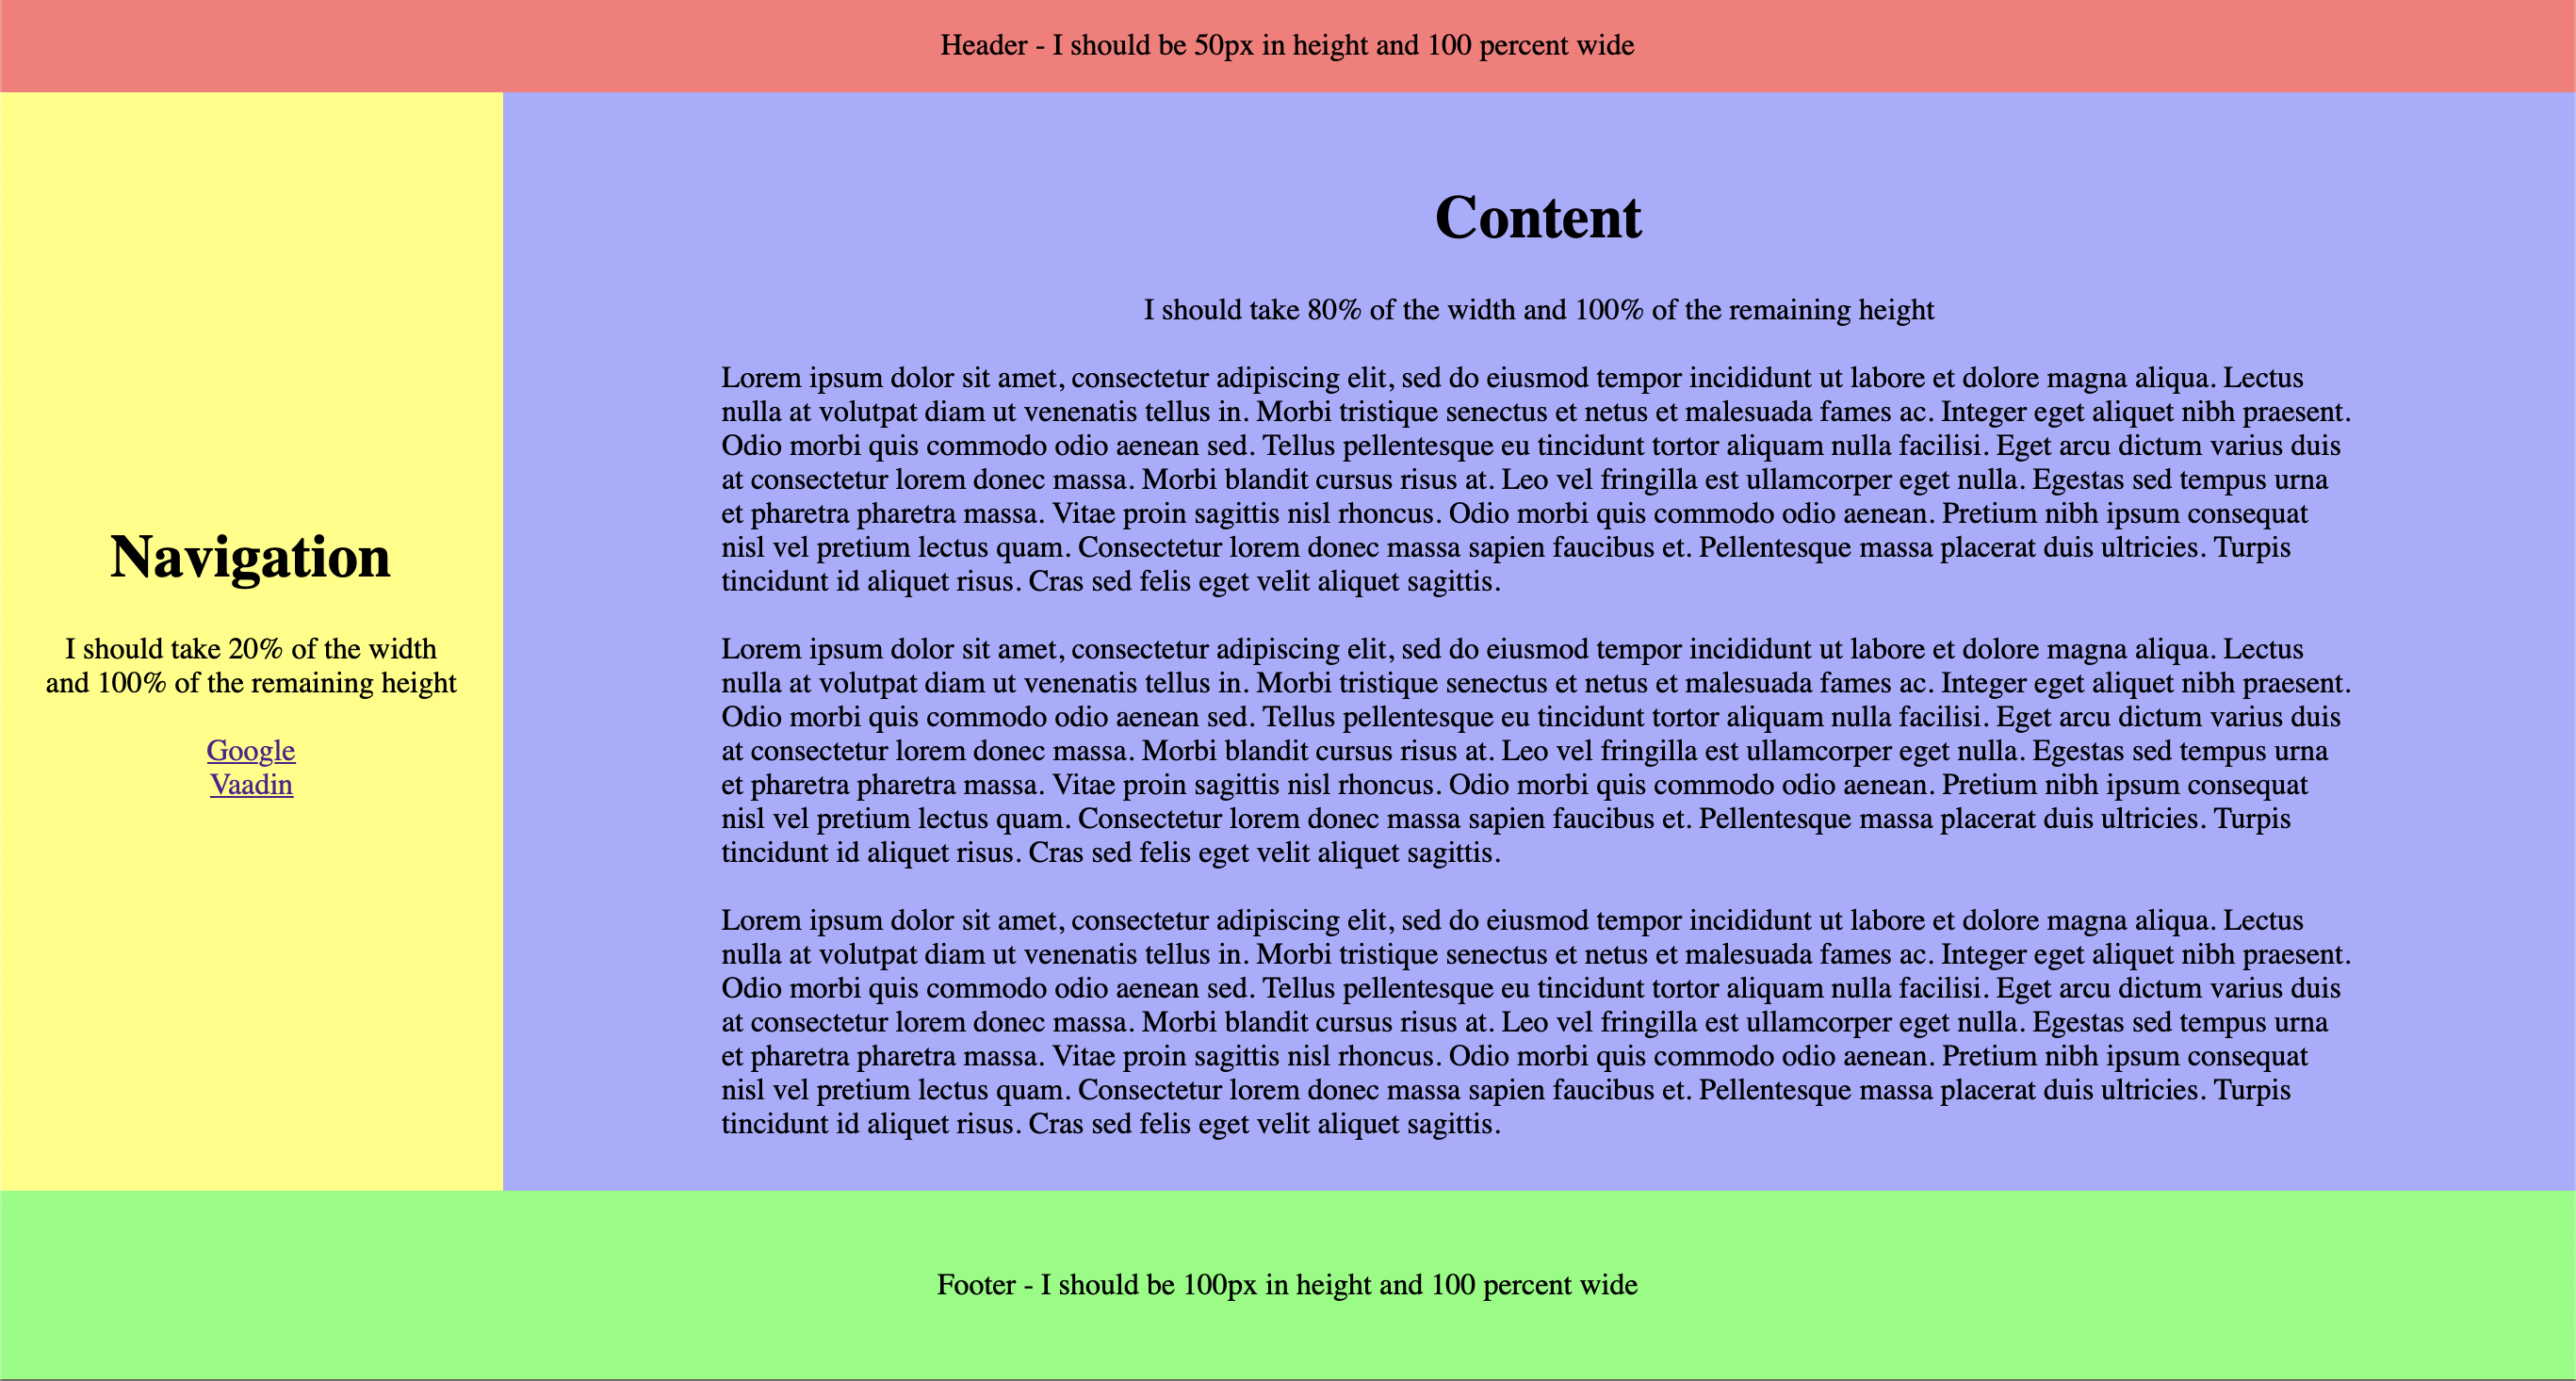 Header - I should be 50px in height and 100 percent wide
Navigation
I should take 20% of the width
and 100% of the remaining height
Google
Vaadin
Content
I should take 80% of the width and 100% of the remaining height
Lorem ipsum dolor sit amet, consectetur adipiscing elit, sed do eiusmod tempor incididunt ut labore et dolore magna aliqua. Lectus
nulla at volutpat diam ut venenatis tellus in. Morbi tristique senectus et netus et malesuada fames ac. Integer eget aliquet nibh praesent.
Odio morbi quis commodo odio aenean sed. Tellus pellentesque eu tincidunt tortor aliquam nulla facilisi. Eget arcu dictum varius duis
at consectetur lorem donec massa. Morbi blandit cursus risus at. Leo vel fringilla est ullamcorper eget nulla. Egestas sed tempus urna
et pharetra pharetra massa. Vitae proin sagittis nisl rhoncus. Odio morbi quis commodo odio aenean. Pretium nibh ipsum consequat
nisl vel pretium lectus quam. Consectetur lorem donec massa sapien faucibus et. Pellentesque massa placerat duis ultricies. Turpis
tincidunt id aliquet risus. Cras sed felis eget velit aliquet sagittis.
Lorem ipsum dolor sit amet, consectetur adipiscing elit, sed do eiusmod tempor incididunt ut labore et dolore magna aliqua. Lectus
nulla at volutpat diam ut venenatis tellus in. Morbi tristique senectus et netus et malesuada fames ac. Integer eget aliquet nibh praesent.
Odio morbi quis commodo odio aenean sed. Tellus pellentesque eu tincidunt tortor aliquam nulla facilisi. Eget arcu dictum varius duis
at consectetur lorem donec massa. Morbi blandit cursus risus at. Leo vel fringilla est ullamcorper eget nulla. Egestas sed tempus urna
et pharetra pharetra massa. Vitae proin sagittis nisl rhoncus. Odio morbi quis commodo odio aenean. Pretium nibh ipsum consequat
nisl vel pretium lectus quam. Consectetur lorem donec massa sapien faucibus et. Pellentesque massa placerat duis ultricies. Turpis
tincidunt id aliquet risus. Cras sed felis eget velit aliquet sagittis.
Lorem ipsum dolor sit amet, consectetur adipiscing elit, sed do eiusmod tempor incididunt ut labore et dolore magna aliqua. Lectus
nulla at volutpat diam ut venenatis tellus in. Morbi tristique senectus et netus et malesuada fames ac. Integer eget aliquet nibh praesent.
Odio morbi quis commodo odio aenean sed. Tellus pellentesque eu tincidunt tortor aliquam nulla facilisi. Eget arcu dictum varius duis
at consectetur lorem donec massa. Morbi blandit cursus risus at. Leo vel fringilla est ullamcorper eget nulla. Egestas sed tempus urna
et pharetra pharetra massa. Vitae proin sagittis nisl rhoncus. Odio morbi quis commodo odio aenean. Pretium nibh ipsum consequat
nisl vel pretium lectus quam. Consectetur lorem donec massa sapien faucibus et. Pellentesque massa placerat duis ultricies. Turpis
tincidunt id aliquet risus. Cras sed felis eget velit aliquet sagittis.
Footer - I should be 100px in height and 100 percent wide